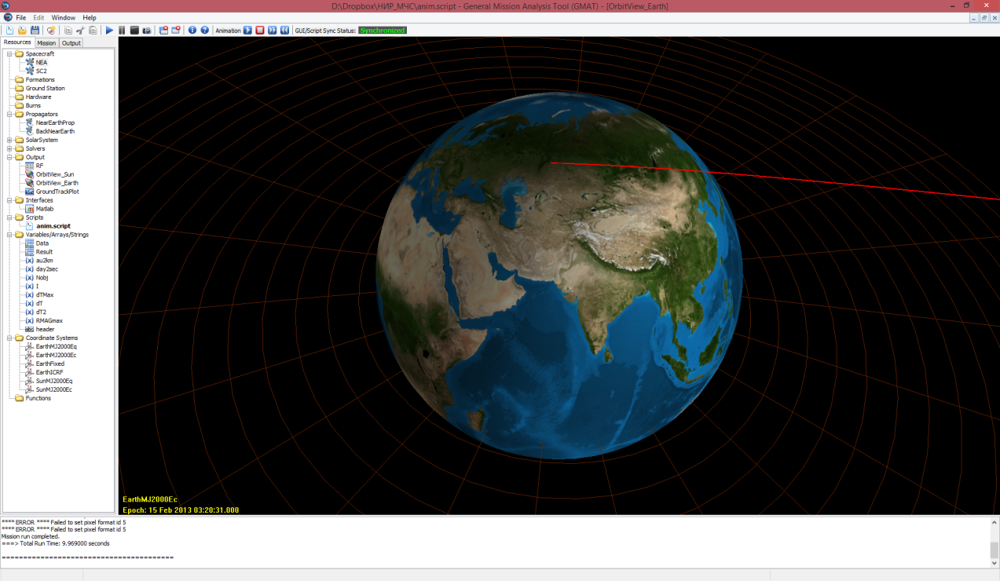 D:\Dropbox\НИР_МЧС\anim.script - General Mission Analysis Tool (GMAT) - [OrbitView_Earth]
File Edit Window Help
Animation GUI/Script Sync Status: Synchronized
Resources Mission Output
Spacecraft
NEA
SC2
Formations
Ground Station
Hardware
Burns
Propagators
NearEarthProp
BackNearEarth
SolarSystem
Solvers
Output
RF
OrbitView_Sun
OrbitView_Earth
GroundTrackPlot
Interfaces
Matlab
Scripts
anim.script
Variables/Arrays/Strings
Data
Result
(x) au2km
(x) day2sec
(x) Nobj
(x) I
(x) dTMax
(x) dT
(x) dT2
(x) RMAGmax
abc header
Coordinate Systems
EarthMJ2000Eq
EarthMJ2000Ec
EarthFixed
EarthICRF
SunMJ2000Eq
SunMJ2000Ec
Functions
EarthMJ2000Ec
Epoch: 15 Feb 2013 03:20:31.000
**** ERROR **** Failed to set pixel format id 5
**** ERROR **** Failed to set pixel format id 5
Mission run completed.
===> Total Run Time: 9.969000 seconds
========================================